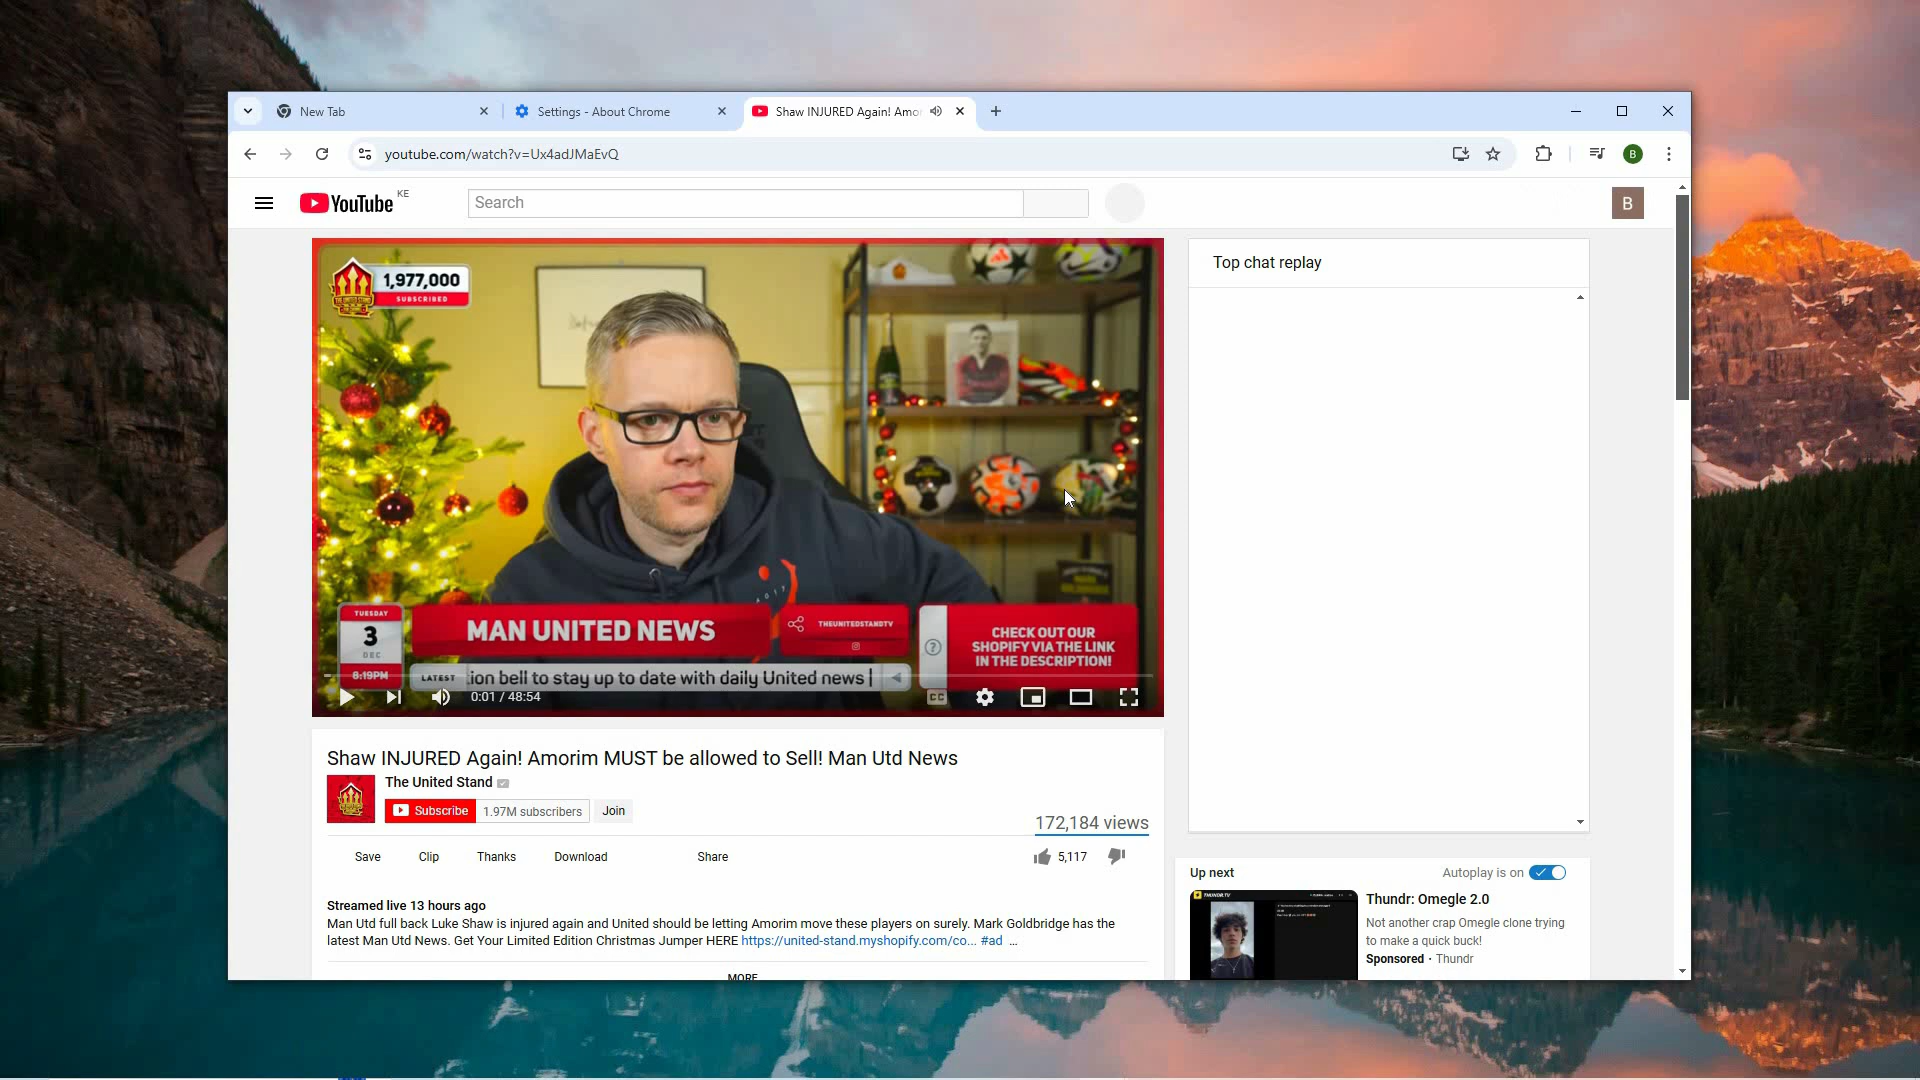 New Tab
Settings - About Chrome
Shaw INJURED Again! Amor
youtube.com/watch?v=Ux4adJMaEvQ
B
YouTube KE
Search
B
1,977,000
SUBSCRIBED
TUESDAY
3
DEC
8:19PM
MAN UNITED NEWS
THEUNITEDSTANDTV
CHECK OUT OUR
SHOPIFY VIA THE LINK
IN THE DESCRIPTION!
LATEST
ion bell to stay up to date with daily United news |
0:01 / 48:54
CC
Top chat replay
Shaw INJURED Again! Amorim MUST be allowed to Sell! Man Utd News
The United Stand
Subscribe 1.97M subscribers Join
172,184 views
Save Clip Thanks Download Share 5,117
Streamed live 13 hours ago
Man Utd full back Luke Shaw is injured again and United should be letting Amorim move these players on surely. Mark Goldbridge has the
latest Man Utd News. Get Your Limited Edition Christmas Jumper HERE https://united-stand.myshopify.com/co... #ad ...
MORE
Up next Autoplay is on
THUNDR.TV
Thundr: Omegle 2.0
Not another crap Omegle clone trying
to make a quick buck!
Sponsored · Thundr